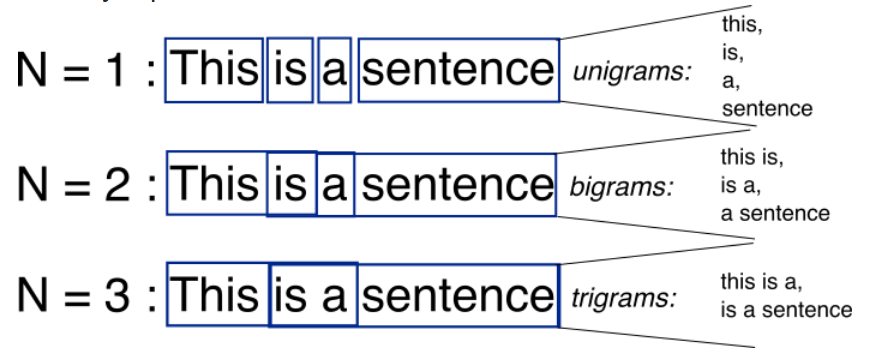 N = 1 : This is a sentence unigrams:
this,
is,
a,
sentence
N = 2 : This is a sentence bigrams:
this is,
is a,
a sentence
N = 3 : This is a sentence trigrams:
this is a,
is a sentence